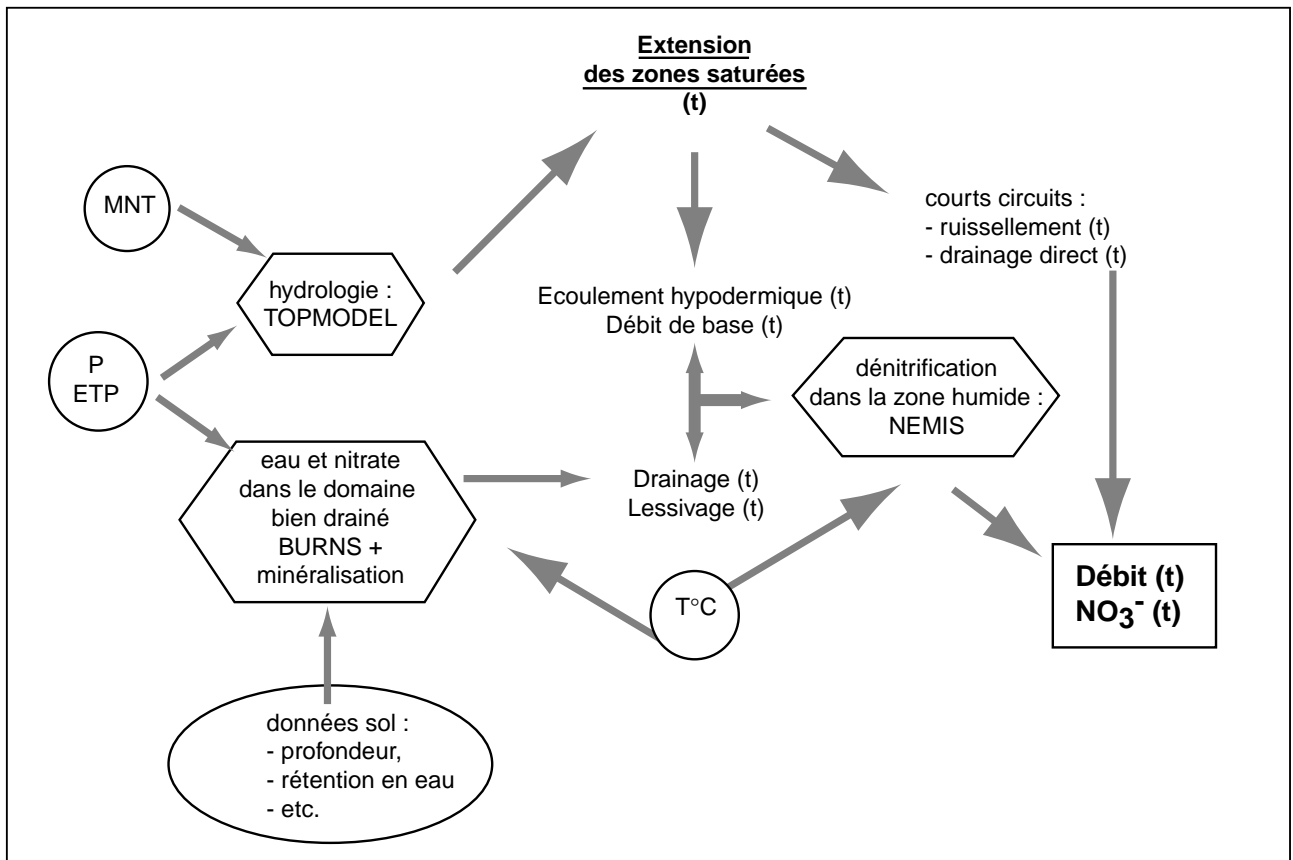 Extension
des zones saturées
(t)
MNT
courts circuits :
- ruissellement (t)
- drainage direct (t)
hydrologie :
TOPMODEL
Ecoulement hypodermique (t)
Débit de base (t)
P
ETP
dénitrification
dans la zone humide :
NEMIS
eau et nitrate
dans le domaine
bien drainé
BURNS +
minéralisation
Drainage (t)
Lessivage (t)
T°C
Débit (t)
NO3- (t)
données sol :
- profondeur,
- rétention en eau
- etc.